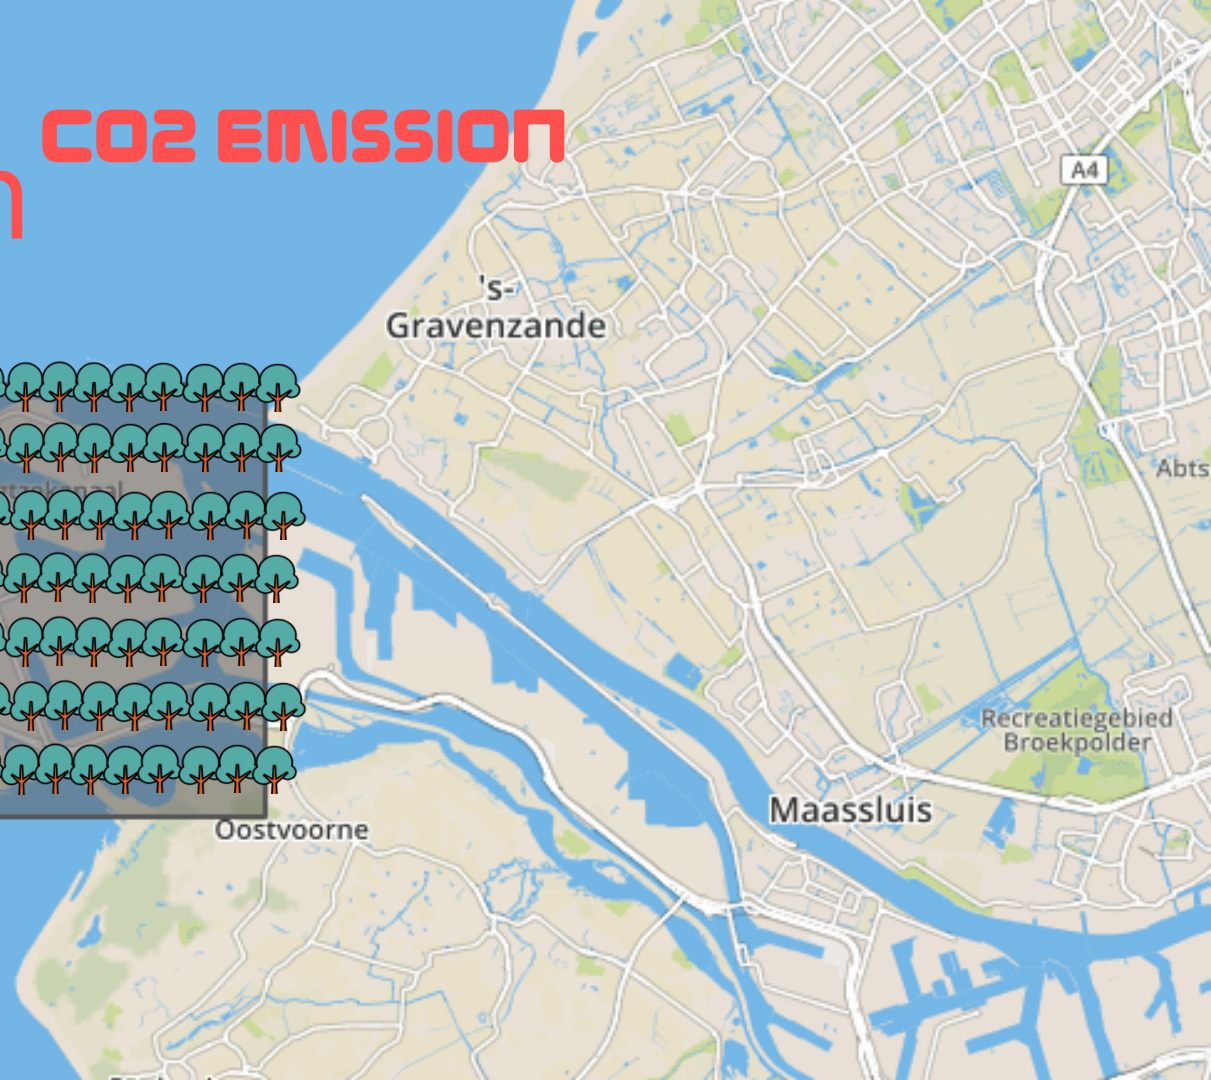 CO2 EMISSION
A4
's-
Gravenzande
Abts
Recreatiegebied
Broekpolder
Maassluis
Oostvoorne